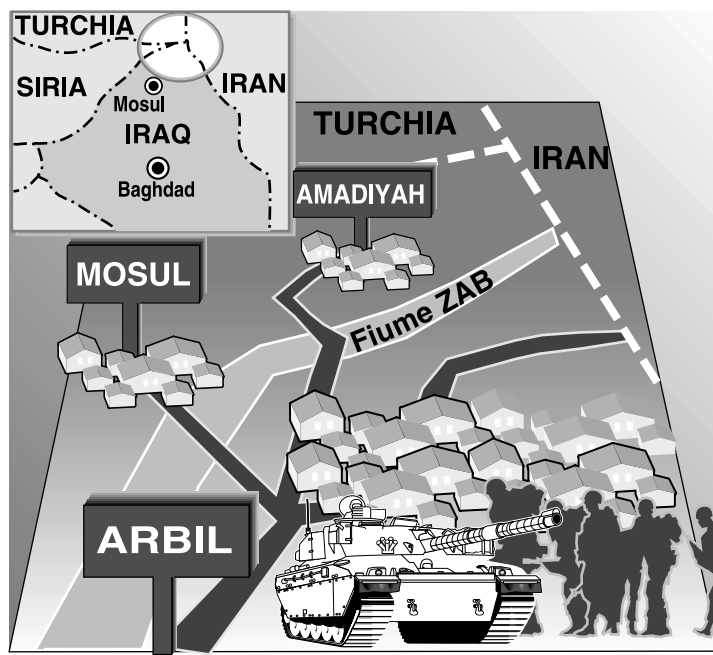 TURCHIA
SIRIA
IRAN
Mosul
IRAQ
Baghdad
TURCHIA
IRAN
AMADIYAH
MOSUL
Fiume ZAB
ARBIL